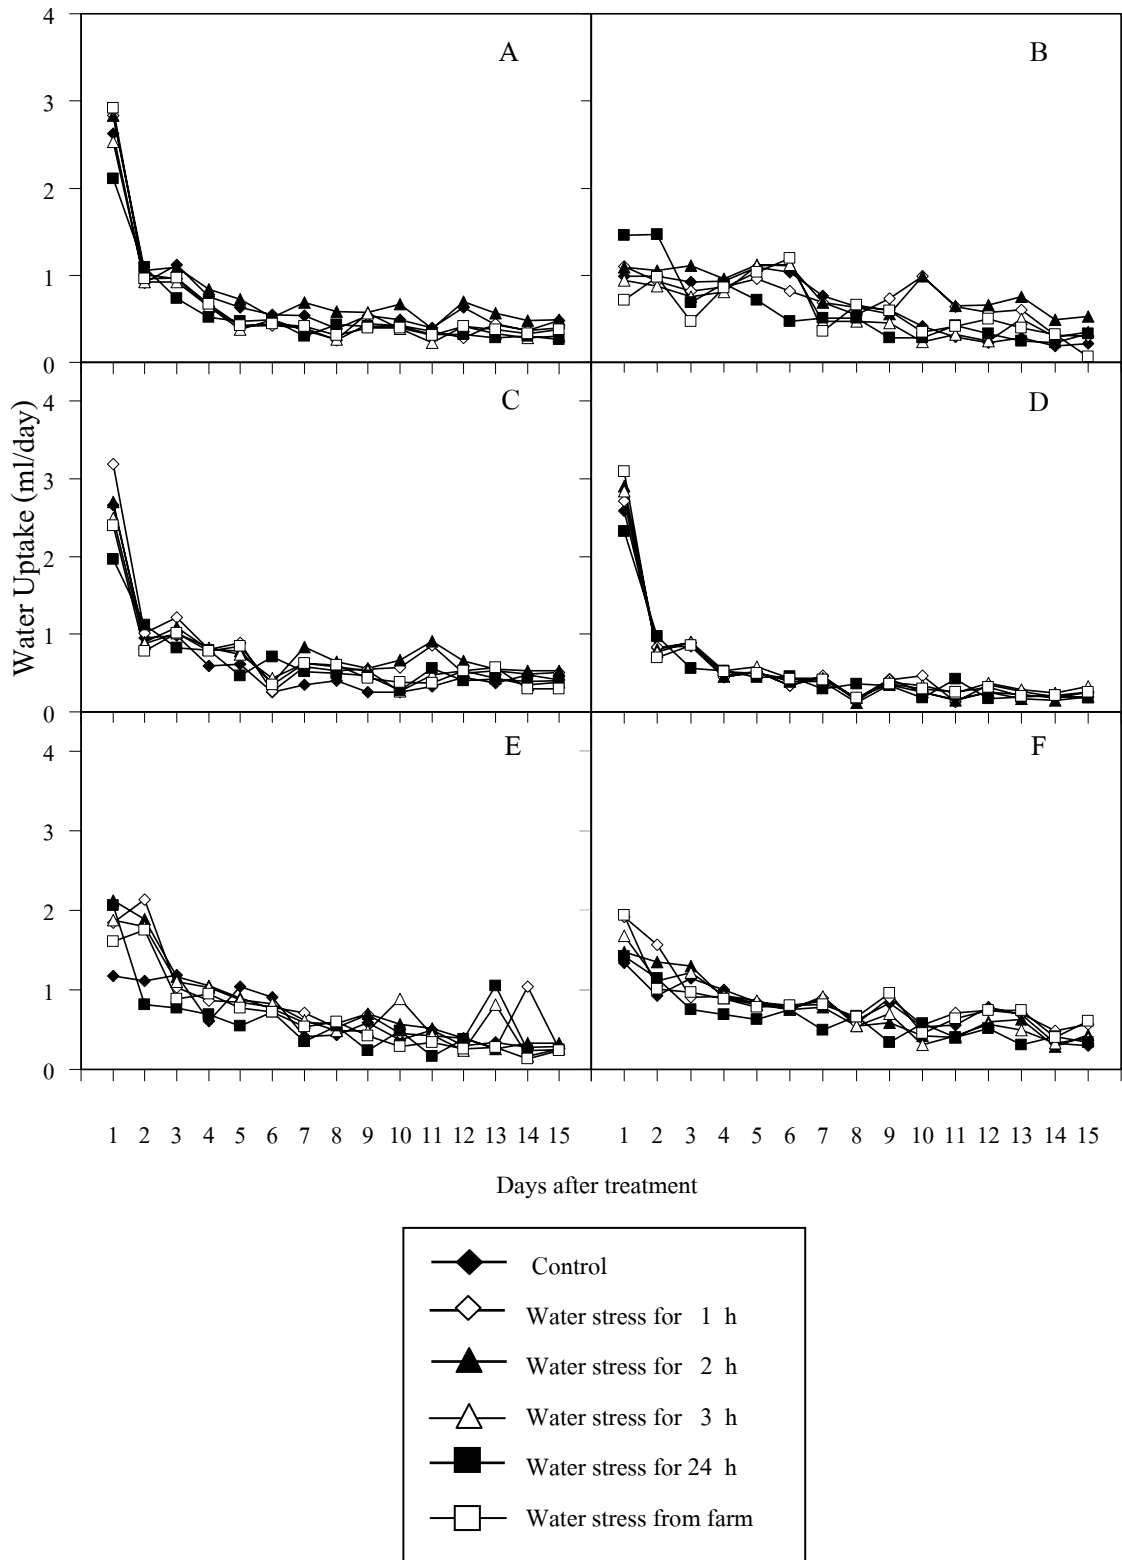 4
A
B
3
2
1
0
Water Uptake (ml/day)
4
C
D
3
2
1
0
4
E
F
3
2
1
0
1 2 3 4 5 6 7 8 9 10 11 12 13 14 15
1 2 3 4 5 6 7 8 9 10 11 12 13 14 15
Days after treatment
Control
Water stress for 1 h
Water stress for 2 h
Water stress for 3 h
Water stress for 24 h
Water stress from farm